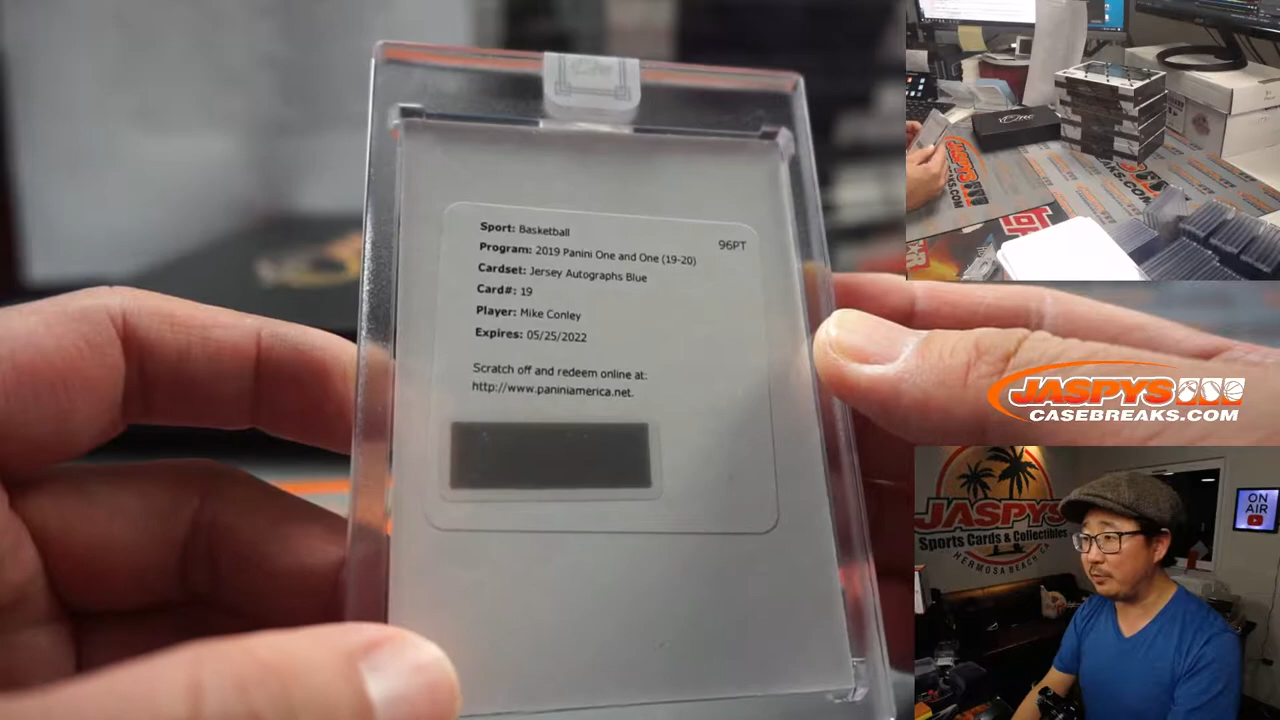 Sport: Basketball
96PT
Program: 2019 Panini One and One (19-20)
Cardset: Jersey Autographs Blue
Card#: 19
Player: Mike Conley
Expires: 05/25/2022
Scratch off and redeem online at:
http://www.paniniamerica.net.
JASPYS
CASEBREAKS.COM
JASPYS
Sports Cards & Collectibles
HERMOSA BEACH CA
ON
AIR
JASPYS